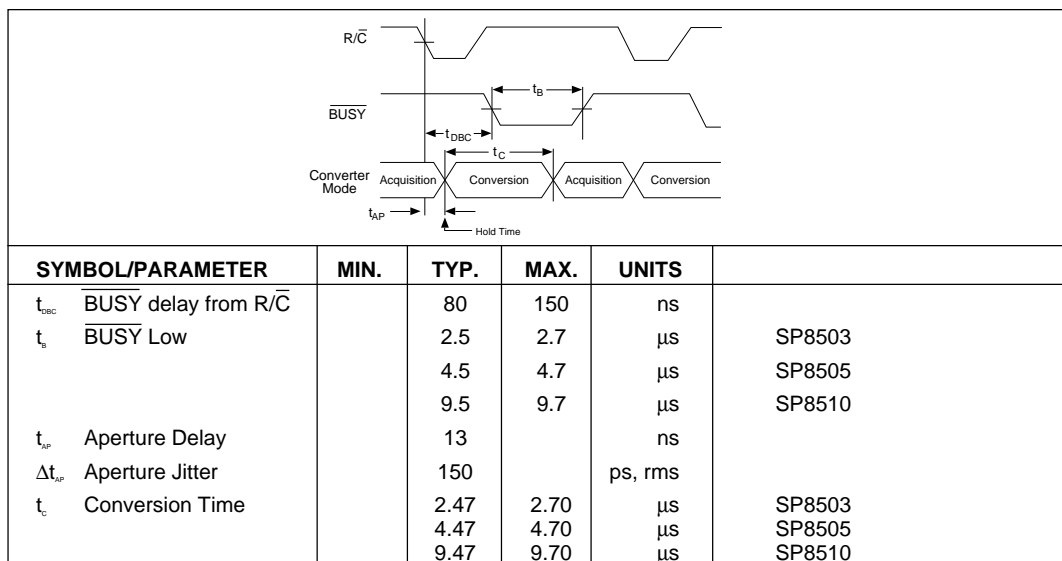 R/C̅
t_B
B̅U̅S̅Y̅
t_DBC
t_C
Converter Mode Acquisition Conversion Acquisition Conversion
t_AP
Hold Time
SYMBOL/PARAMETER MIN. TYP. MAX. UNITS
t_DBC B̅U̅S̅Y̅ delay from R/C̅ 80 150 ns
t_B B̅U̅S̅Y̅ Low 2.5 2.7 µs SP8503
4.5 4.7 µs SP8505
9.5 9.7 µs SP8510
t_AP Aperture Delay 13 ns
Δt_AP Aperture Jitter 150 ps, rms
t_C Conversion Time 2.47 2.70 µs SP8503
4.47 4.70 µs SP8505
9.47 9.70 µs SP8510